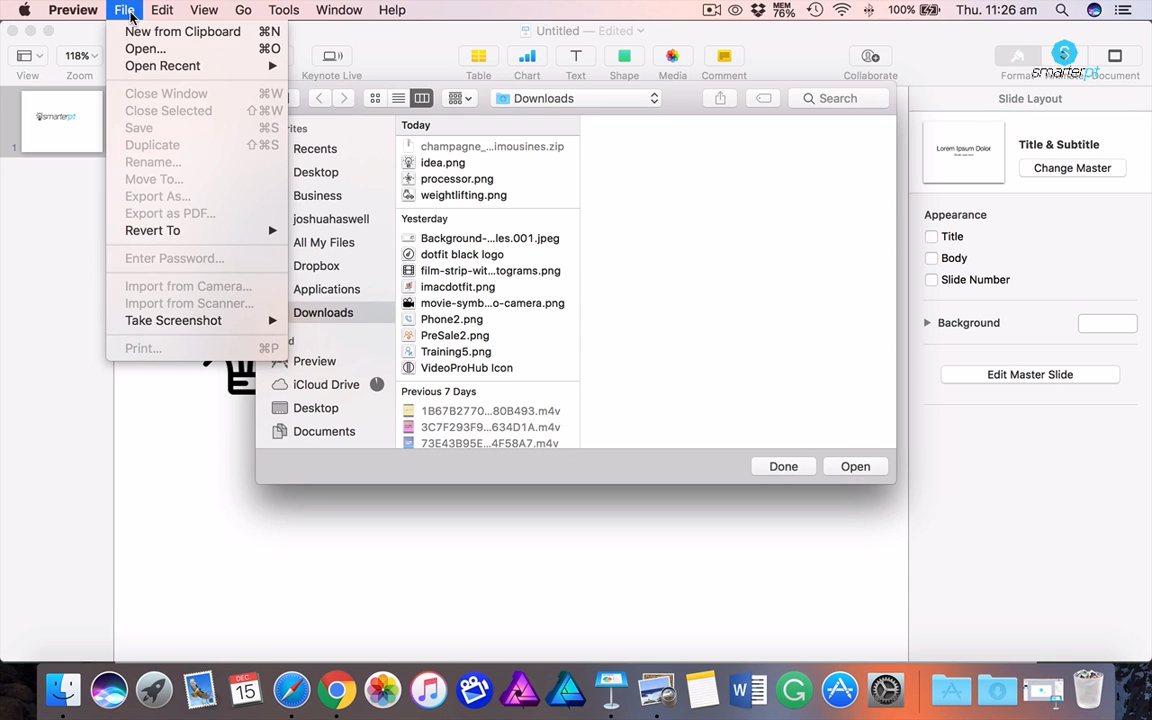 Preview File Edit View Go Tools Window Help MEM 76% 100% Thu. 11:26 am
New from Clipboard ⌘N
Open... ⌘O
Open Recent
Close Window ⌘W
Close Selected ⇧⌘W
Save ⌘S
Duplicate ⇧⌘S
Rename...
Move To...
Export As...
Export as PDF...
Revert To
Enter Password...
Import from Camera...
Import from Scanner...
Take Screenshot
Print... ⌘P
Untitled — Edited
118%
View Zoom
Keynote Live
Table Chart Text Shape Media Comment
Collaborate
Document
smarterpt
1
smarterpt
Downloads
Search
Recents
Desktop
Business
joshuahaswell
All My Files
Dropbox
Applications
Downloads
Preview
iCloud Drive
Desktop
Documents
Today
champagne_...imousines.zip
idea.png
processor.png
weightlifting.png
Yesterday
Background-...les.001.jpeg
dotfit black logo
film-strip-wit...tograms.png
imacdotfit.png
movie-symb...o-camera.png
Phone2.png
PreSale2.png
Training5.png
VideoProHub Icon
Previous 7 Days
1B67B2770...80B493.m4v
3C7F293F9...634D1A.m4v
73E43B95E...4F58A7.m4v
Done Open
Slide Layout
Lorem Ipsum Dolor
Title & Subtitle
Change Master
Appearance
Title
Body
Slide Number
Background
Edit Master Slide
DEC
15